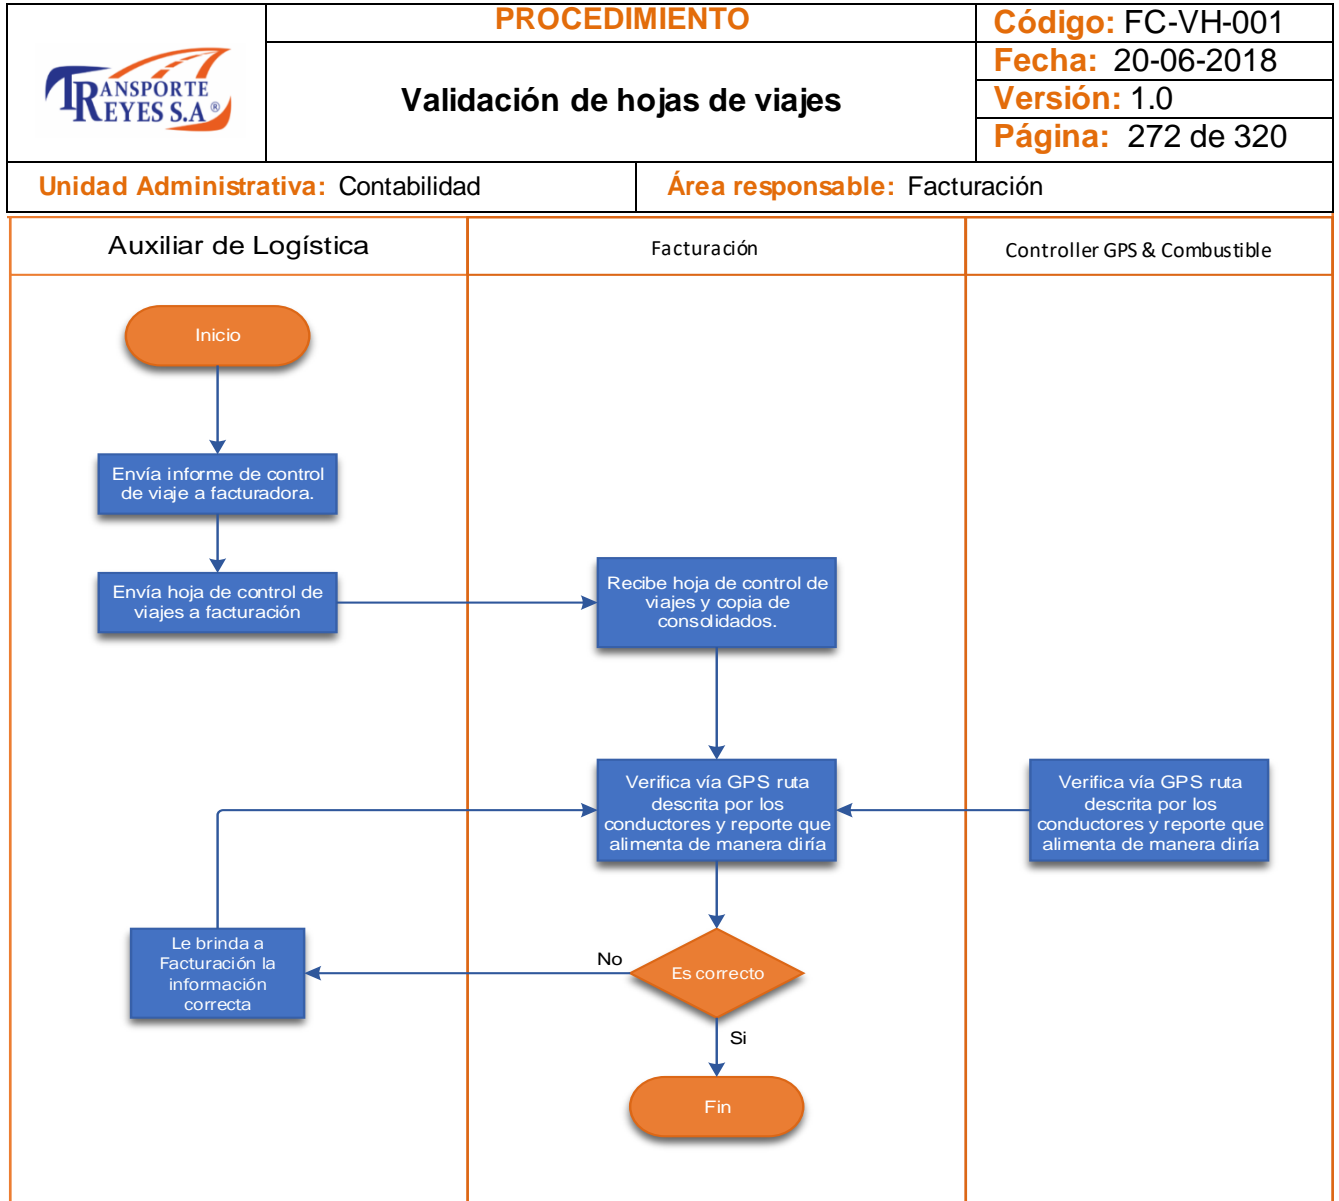 TRANSPORTE
REYES S.A ®
PROCEDIMIENTO
Validación de hojas de viajes
Código: FC-VH-001
Fecha: 20-06-2018
Versión: 1.0
Página: 272 de 320
Unidad Administrativa: Contabilidad
Área responsable: Facturación
Auxiliar de Logística
Facturación
Controller GPS & Combustible
Inicio
Envía informe de control
de viaje a facturadora.
Envía hoja de control de
viajes a facturación
Recibe hoja de control de
viajes y copia de
consolidados.
Verifica vía GPS ruta
descrita por los
conductores y reporte que
alimenta de manera diría
Verifica vía GPS ruta
descrita por los
conductores y reporte que
alimenta de manera diría
Le brinda a
Facturación la
información
correcta
No
Es correcto
Si
Fin